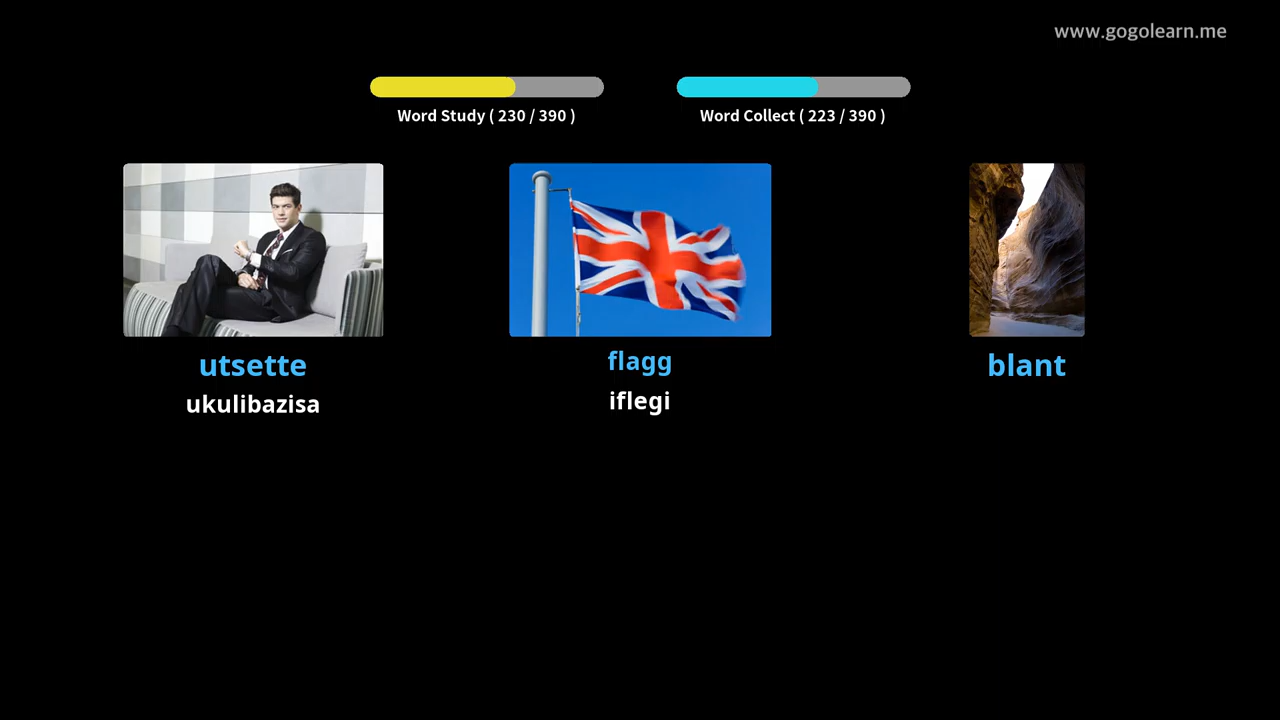 www.gogolearn.me
Word Study ( 230 / 390 )
Word Collect ( 223 / 390 )
utsette
ukulibazisa
flagg
iflegi
blant